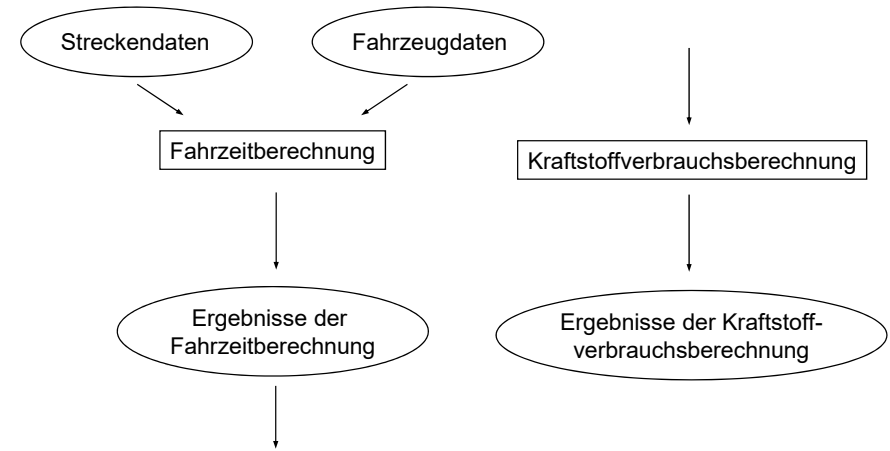 Streckendaten
Fahrzeugdaten
Fahrzeitberechnung
Kraftstoffverbrauchsberechnung
Ergebnisse der
Fahrzeitberechnung
Ergebnisse der Kraftstoff-
verbrauchsberechnung